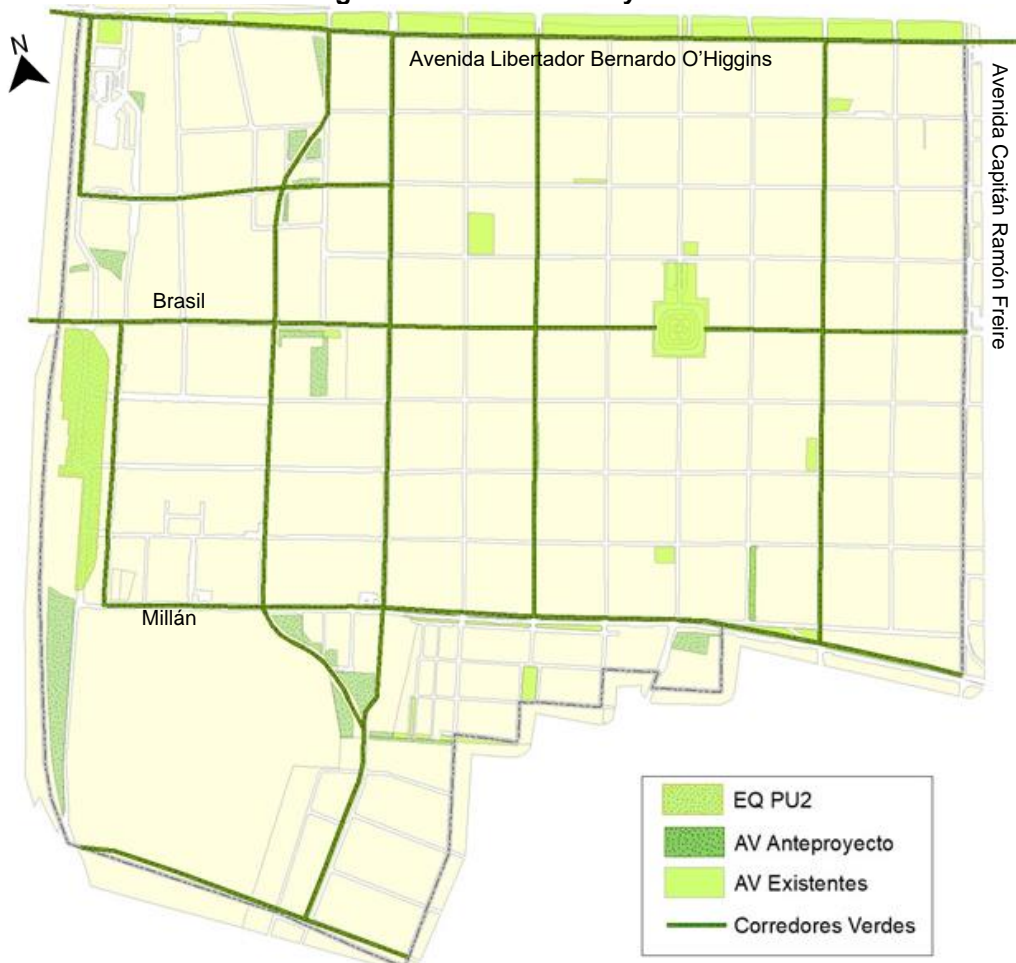 N
Avenida Libertador Bernardo O'Higgins
Avenida Capitán Ramón Freire
Brasil
Millán
EQ PU2
AV Anteproyecto
AV Existentes
Corredores Verdes